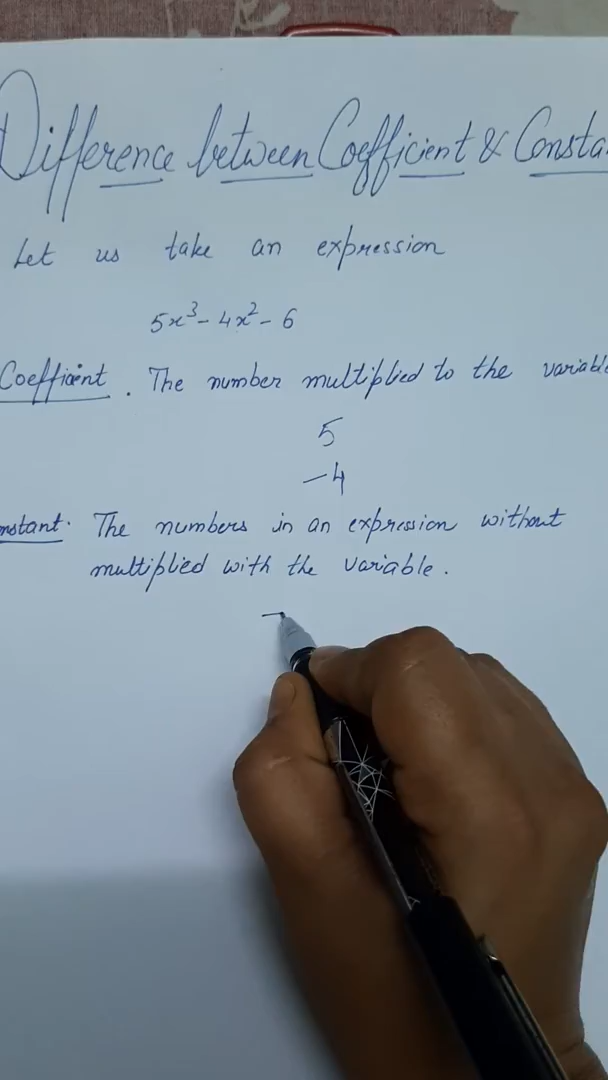 Difference between Coefficient & Consta
Let us take an expression
5x³ - 4x² - 6
Coefficient. The number multiplied to the variable
5
-4
nstant. The numbers in an expression without
multiplied with the variable.
-